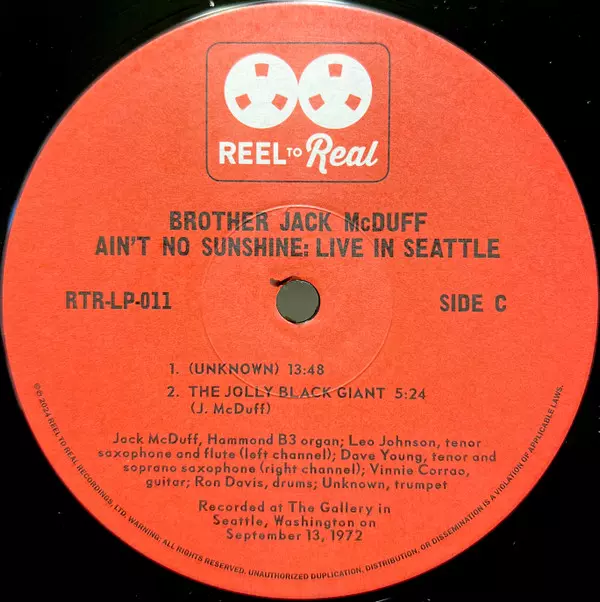 REEL TO Real
BROTHER JACK McDUFF
AIN'T NO SUNSHINE: LIVE IN SEATTLE
RTR-LP-011
SIDE C
1. (UNKNOWN) 13:48
2. THE JOLLY BLACK GIANT 5:24
(J. McDuff)
Jack McDuff, Hammond B3 organ; Leo Johnson, tenor
saxophone and flute (left channel); Dave Young, tenor and
soprano saxophone (right channel); Vinnie Corrao,
guitar; Ron Davis, drums; Unknown, trumpet
Recorded at The Gallery in
Seattle, Washington on
September 13, 1972
℗© 2024 REEL TO REAL RECORDINGS, LTD. WARNING: ALL RIGHTS RESERVED. UNAUTHORIZED DUPLICATION, DISTRIBUTION, OR DISSEMINATION IS A VIOLATION OF APPLICABLE LAWS.